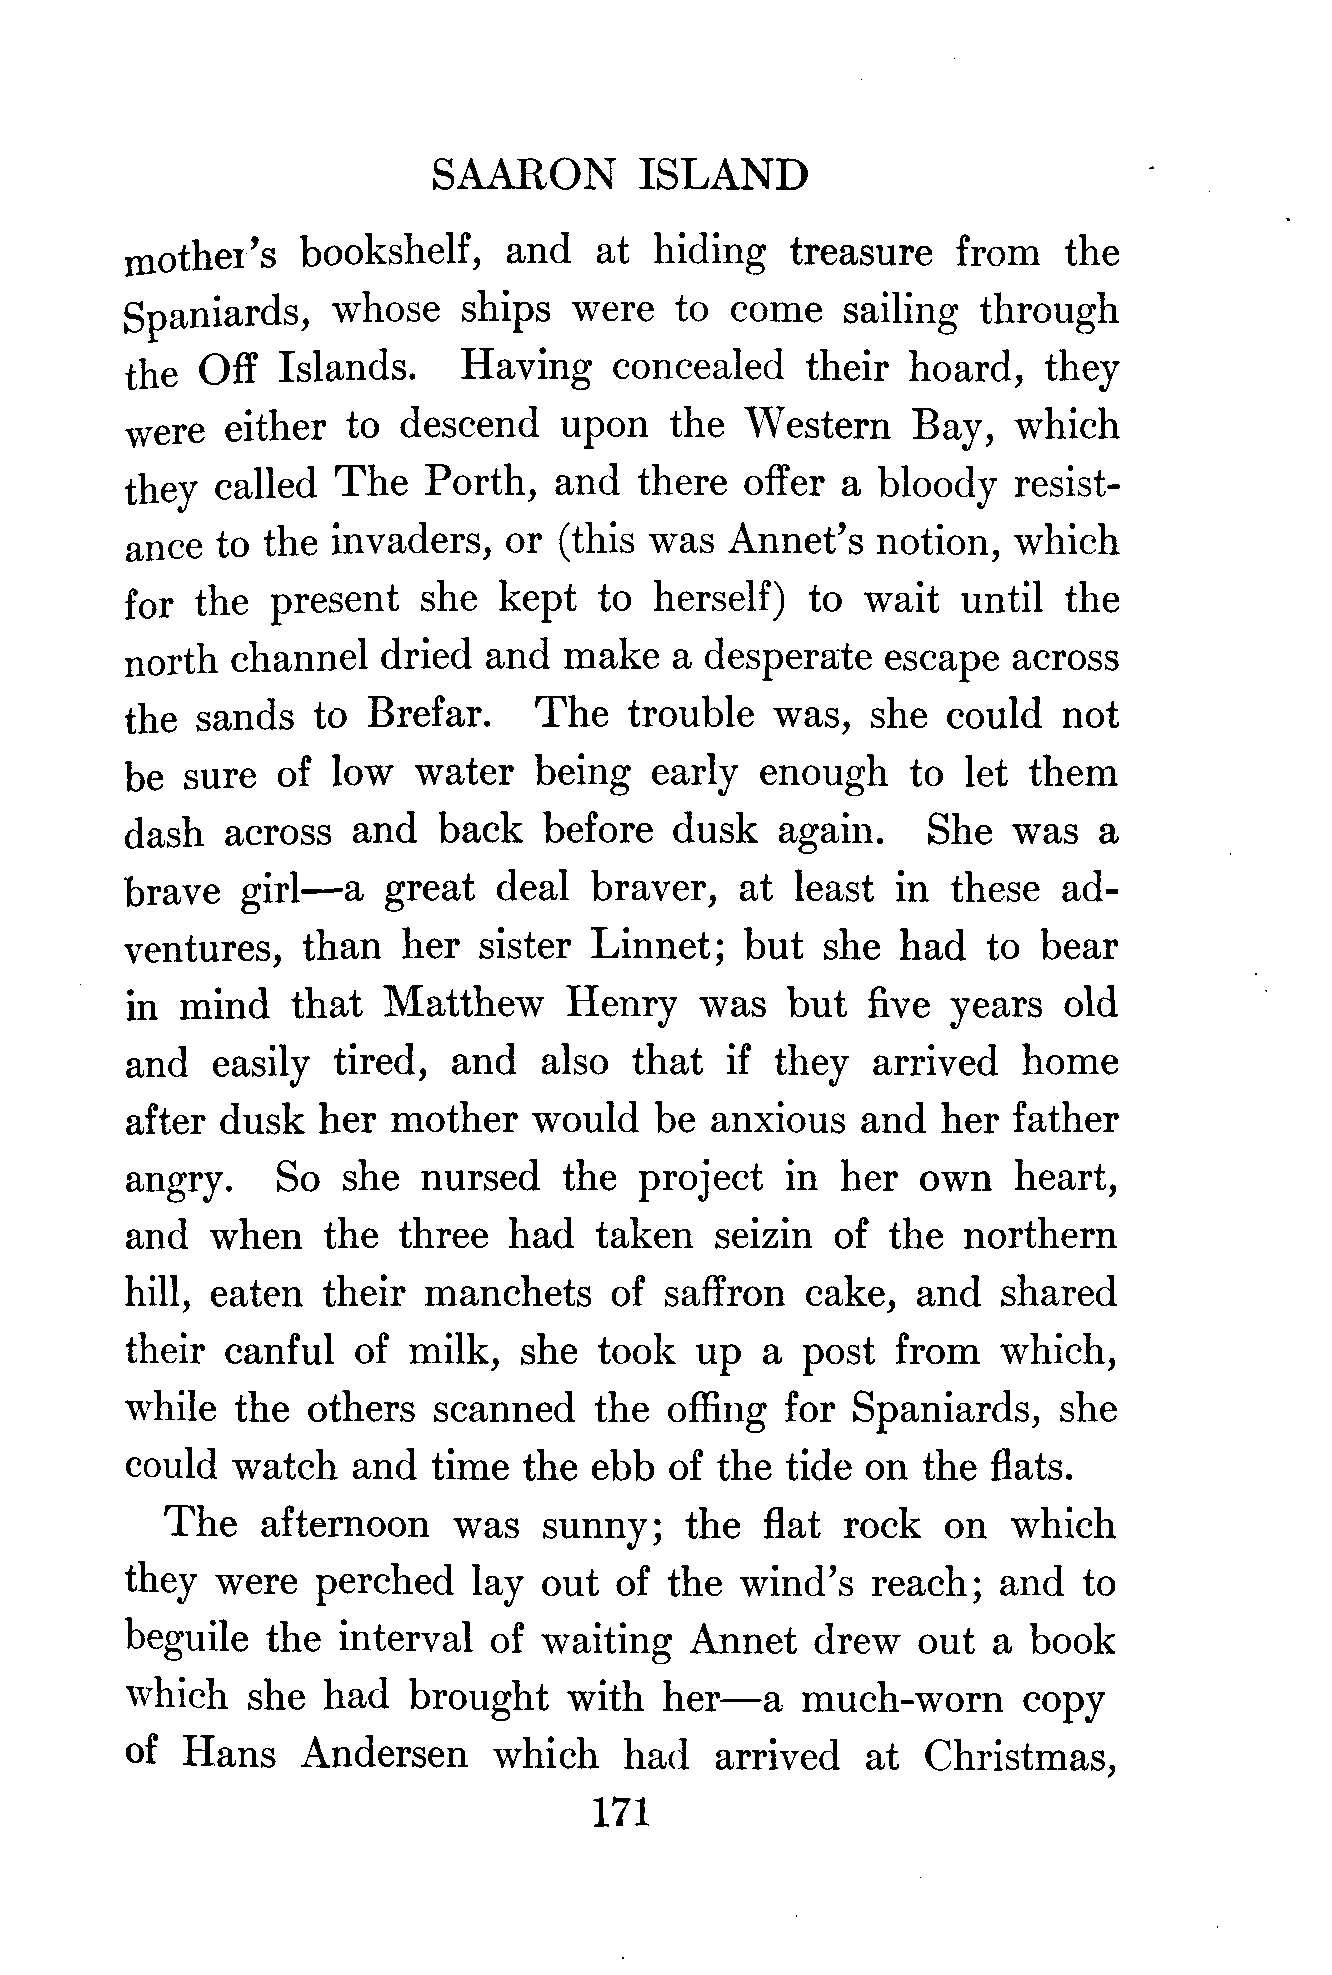 SAARON ISLAND
mother's bookshelf, and at hiding treasure from the
Spaniards, whose ships were to come sailing through
the Off Islands. Having concealed their hoard, they
were either to descend upon the Western Bay, which
they called The Porth, and there offer a bloody resist-
ance to the invaders, or (this was Annet's notion, which
for the present she kept to herself) to wait until the
north channel dried and make a desperate escape across
the sands to Brefar. The trouble was, she could not
be sure of low water being early enough to let them
dash across and back before dusk again. She was a
brave girl—a great deal braver, at least in these ad-
ventures, than her sister Linnet; but she had to bear
in mind that Matthew Henry was but five years old
and easily tired, and also that if they arrived home
after dusk her mother would be anxious and her father
angry. So she nursed the project in her own heart,
and when the three had taken seizin of the northern
hill, eaten their manchets of saffron cake, and shared
their canful of milk, she took up a post from which,
while the others scanned the offing for Spaniards, she
could watch and time the ebb of the tide on the flats.
The afternoon was sunny; the flat rock on which
they were perched lay out of the wind's reach; and to
beguile the interval of waiting Annet drew out a book
which she had brought with her—a much-worn copy
of Hans Andersen which had arrived at Christmas,
171